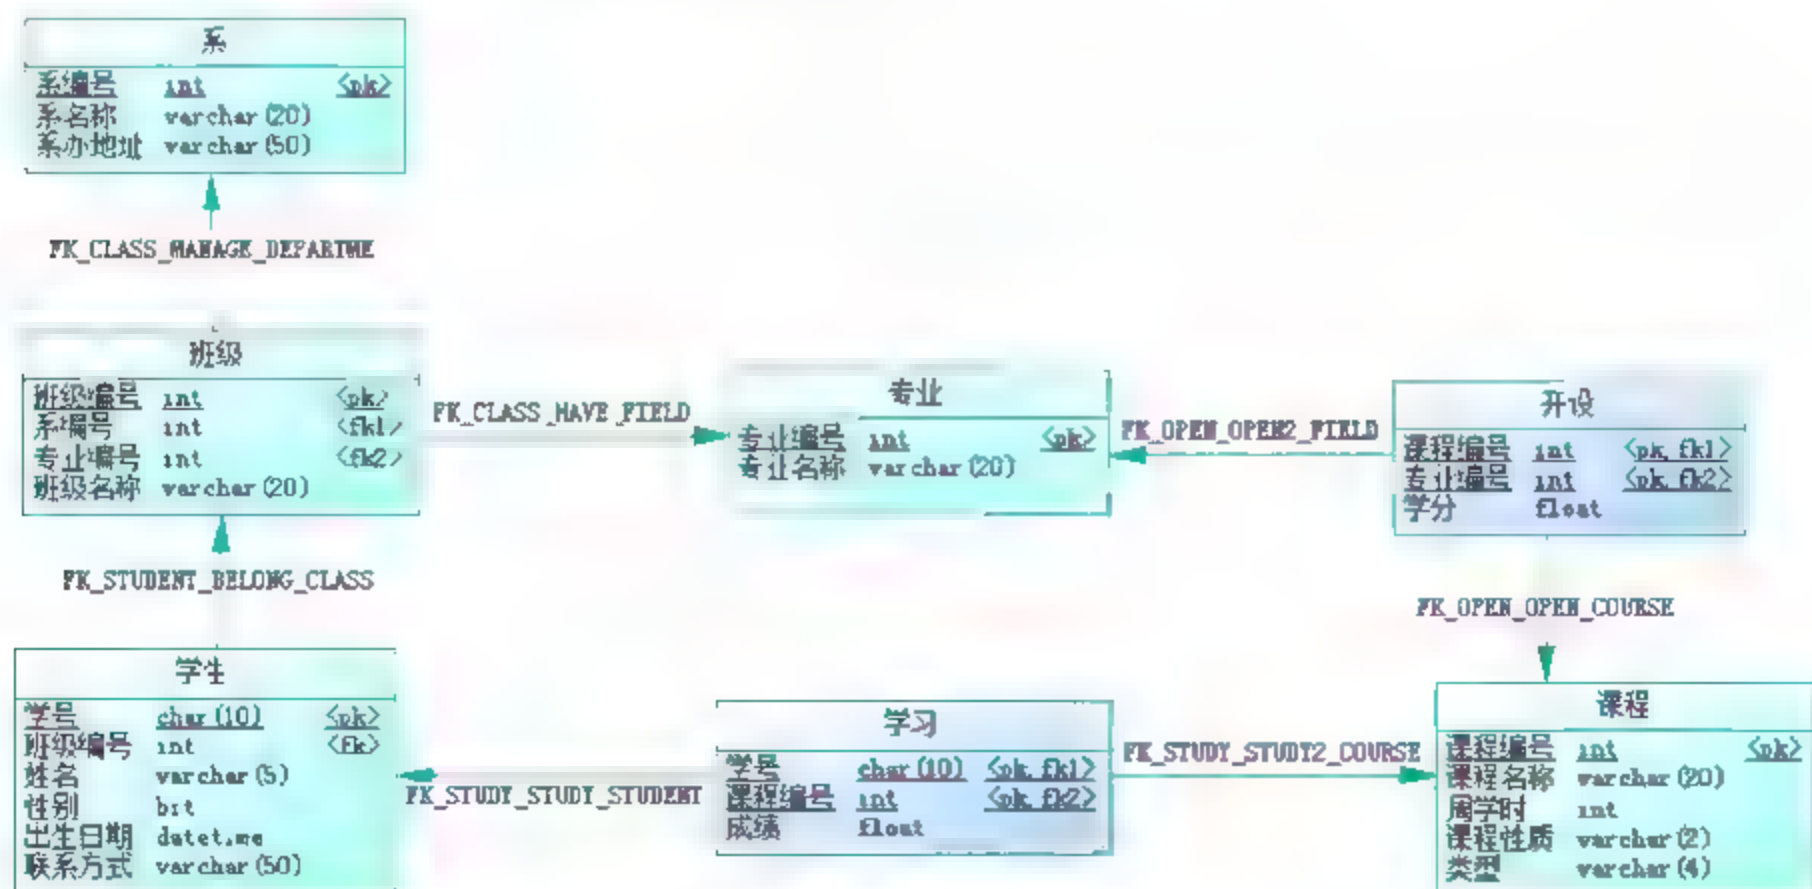 系
系编号 int <pk>
系名称 varchar(20)
系办地址 varchar(50)
FK_CLASS_MANAGE_DEPARTME
班级
班级编号 int <pk>
系编号 int <fk1>
专业编号 int <fk2>
班级名称 varchar(20)
FK_CLASS_HAVE_FIELD
专业
专业编号 int <pk>
专业名称 varchar(20)
FK_OPEN_OPEN2_FIELD
开设
课程编号 int <pk,fk1>
专业编号 int <pk,fk2>
学分 float
FK_STUDENT_BELONG_CLASS
FK_OPEN_OPEN_COURSE
学生
学号 char(10) <pk>
班级编号 int <fk>
姓名 varchar(5)
性别 bit
出生日期 datetime
联系方式 varchar(50)
FK_STUDY_STUDY_STUDENT
学习
学号 char(10) <pk,fk1>
课程编号 int <pk,fk2>
成绩 float
FK_STUDY_STUDY2_COURSE
课程
课程编号 int <pk>
课程名称 varchar(20)
周学时 int
课程性质 varchar(2)
类型 varchar(4)